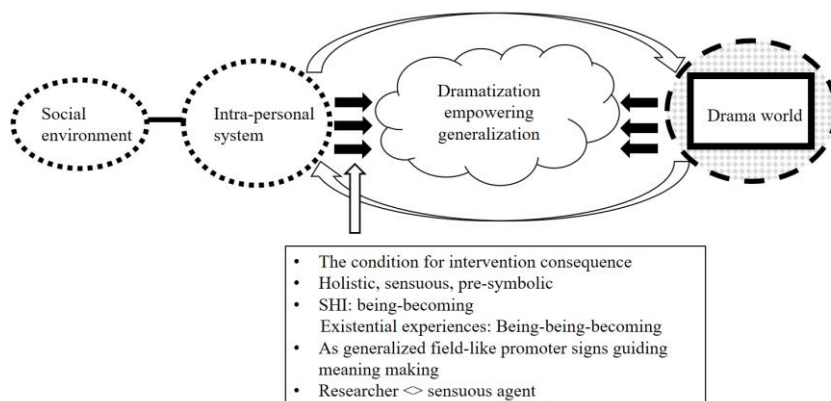 Social
environment
Intra-personal
system
Dramatization
empowering
generalization
Drama world
• The condition for intervention consequence
• Holistic, sensuous, pre-symbolic
• SHI: being-becoming
Existential experiences: Being-being-becoming
• As generalized field-like promoter signs guiding
meaning making
• Researcher <> sensuous agent